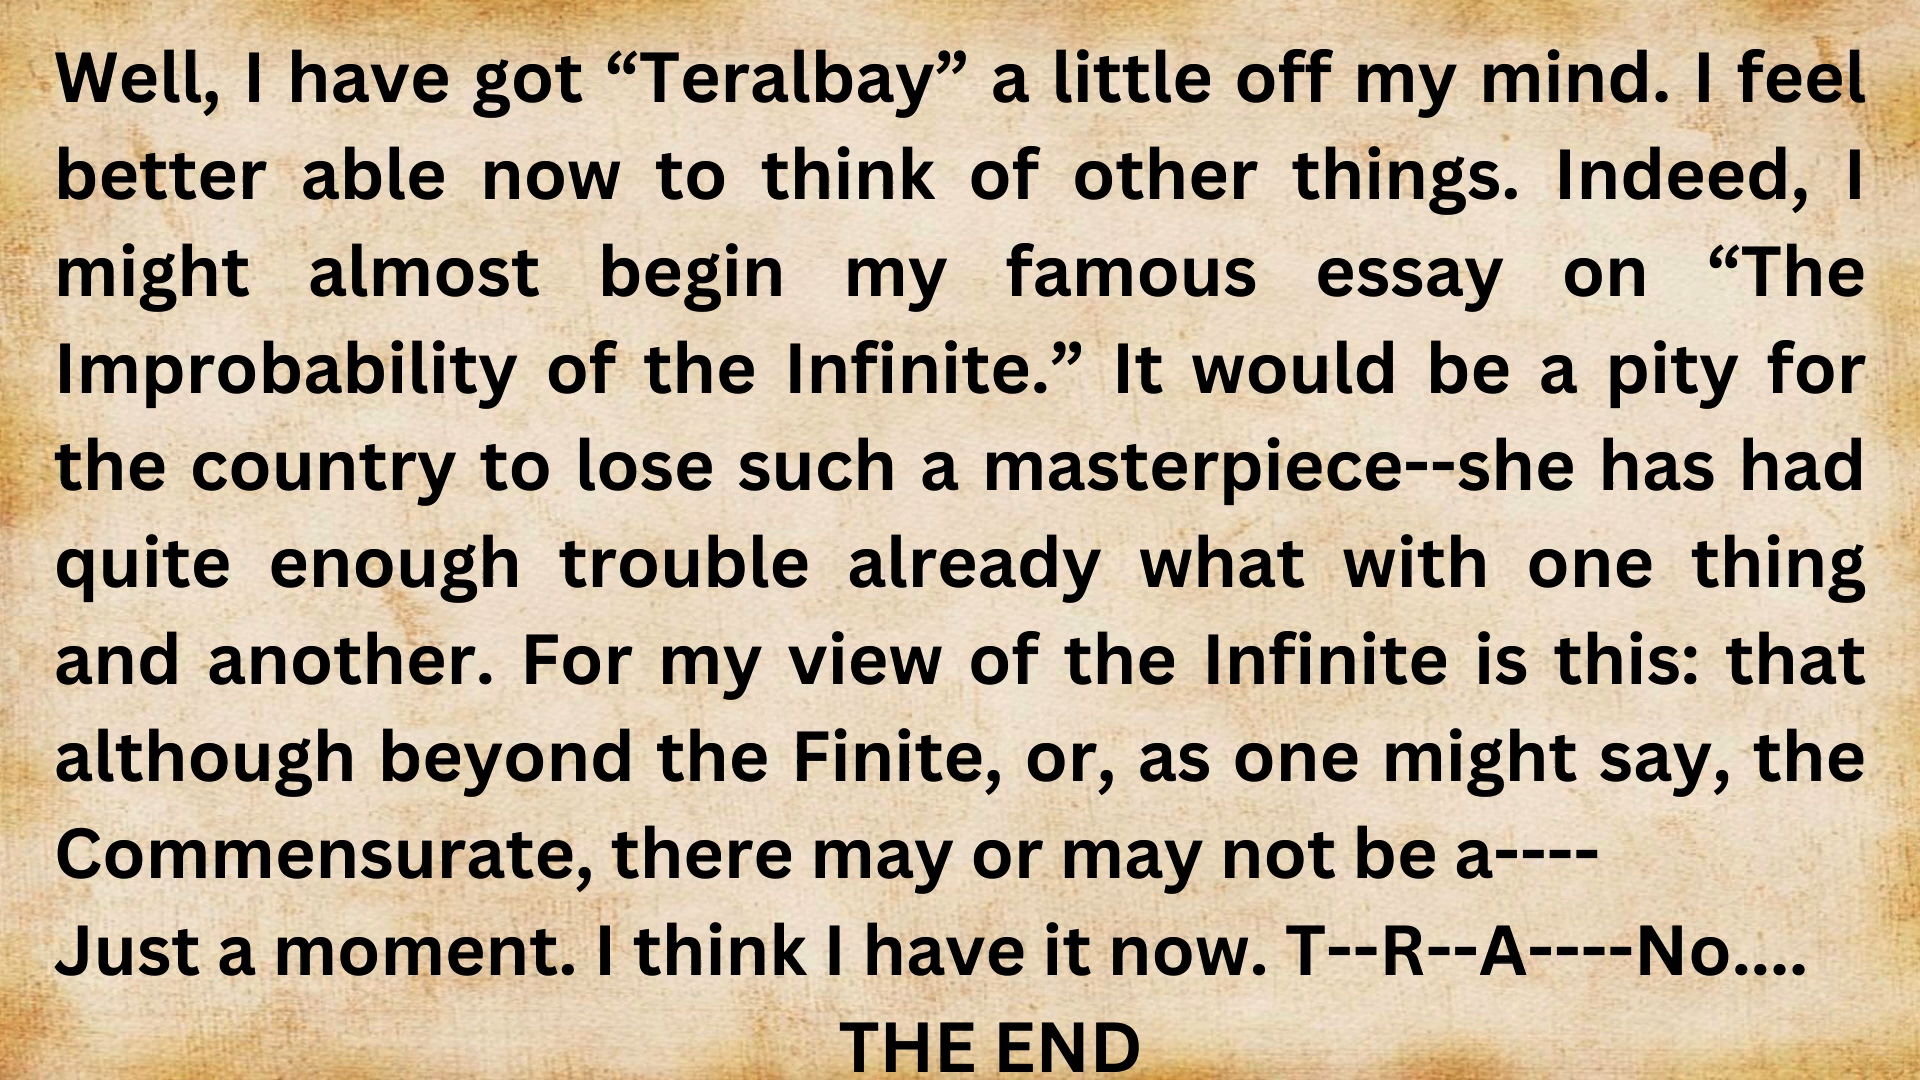 Well, I have got “Teralbay” a little off my mind. I feel
better able now to think of other things. Indeed, I
might almost begin my famous essay on “The
Improbability of the Infinite.” It would be a pity for
the country to lose such a masterpiece--she has had
quite enough trouble already what with one thing
and another. For my view of the Infinite is this: that
although beyond the Finite, or, as one might say, the
Commensurate, there may or may not be a----
Just a moment. I think I have it now. T--R--A----No....
THE END